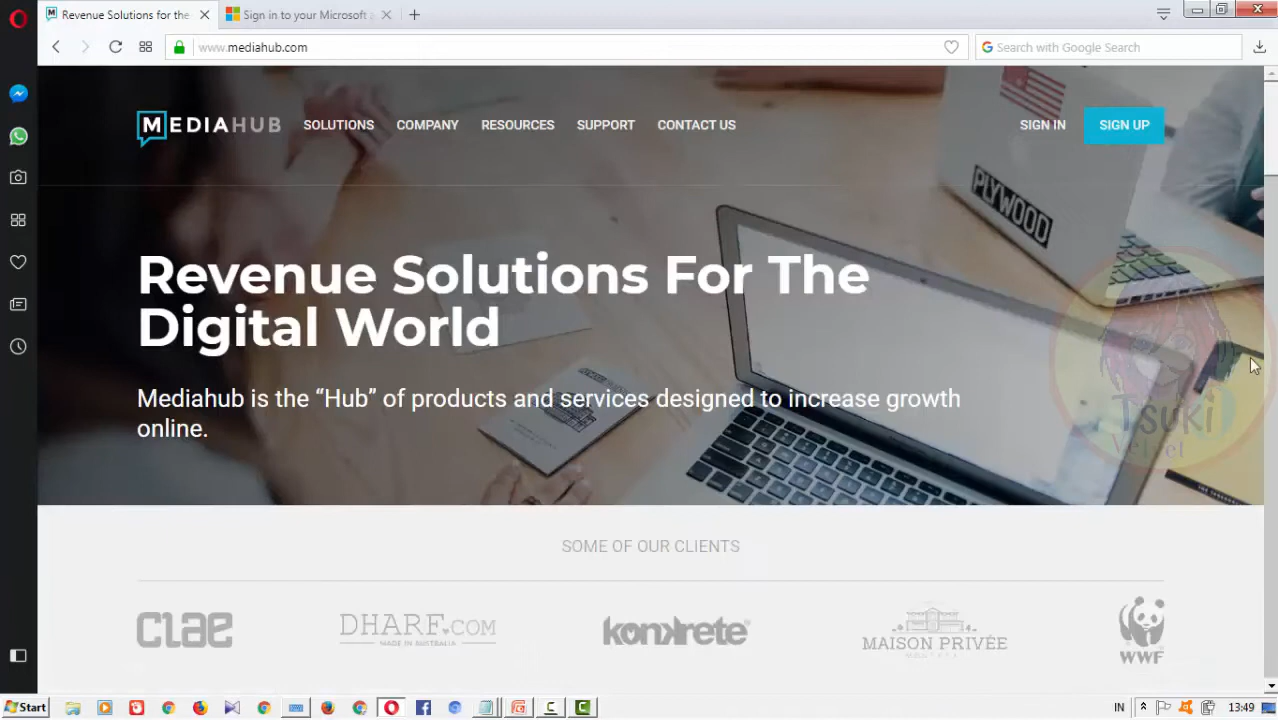 Revenue Solutions for the
Sign in to your Microsoft a
www.mediahub.com
Search with Google Search
MEDIAHUB
SOLUTIONS
COMPANY
RESOURCES
SUPPORT
CONTACT US
SIGN IN
SIGN UP
PLYWOOD
Revenue Solutions For The
Digital World
Mediahub is the “Hub” of products and services designed to increase growth
online.
Tsuki
Velvet
SOME OF OUR CLIENTS
CLAE
DHARF.COM
MADE IN AUSTRALIA
konkrete
MAISON PRIVÉE
WWF
Start
IN
13:49